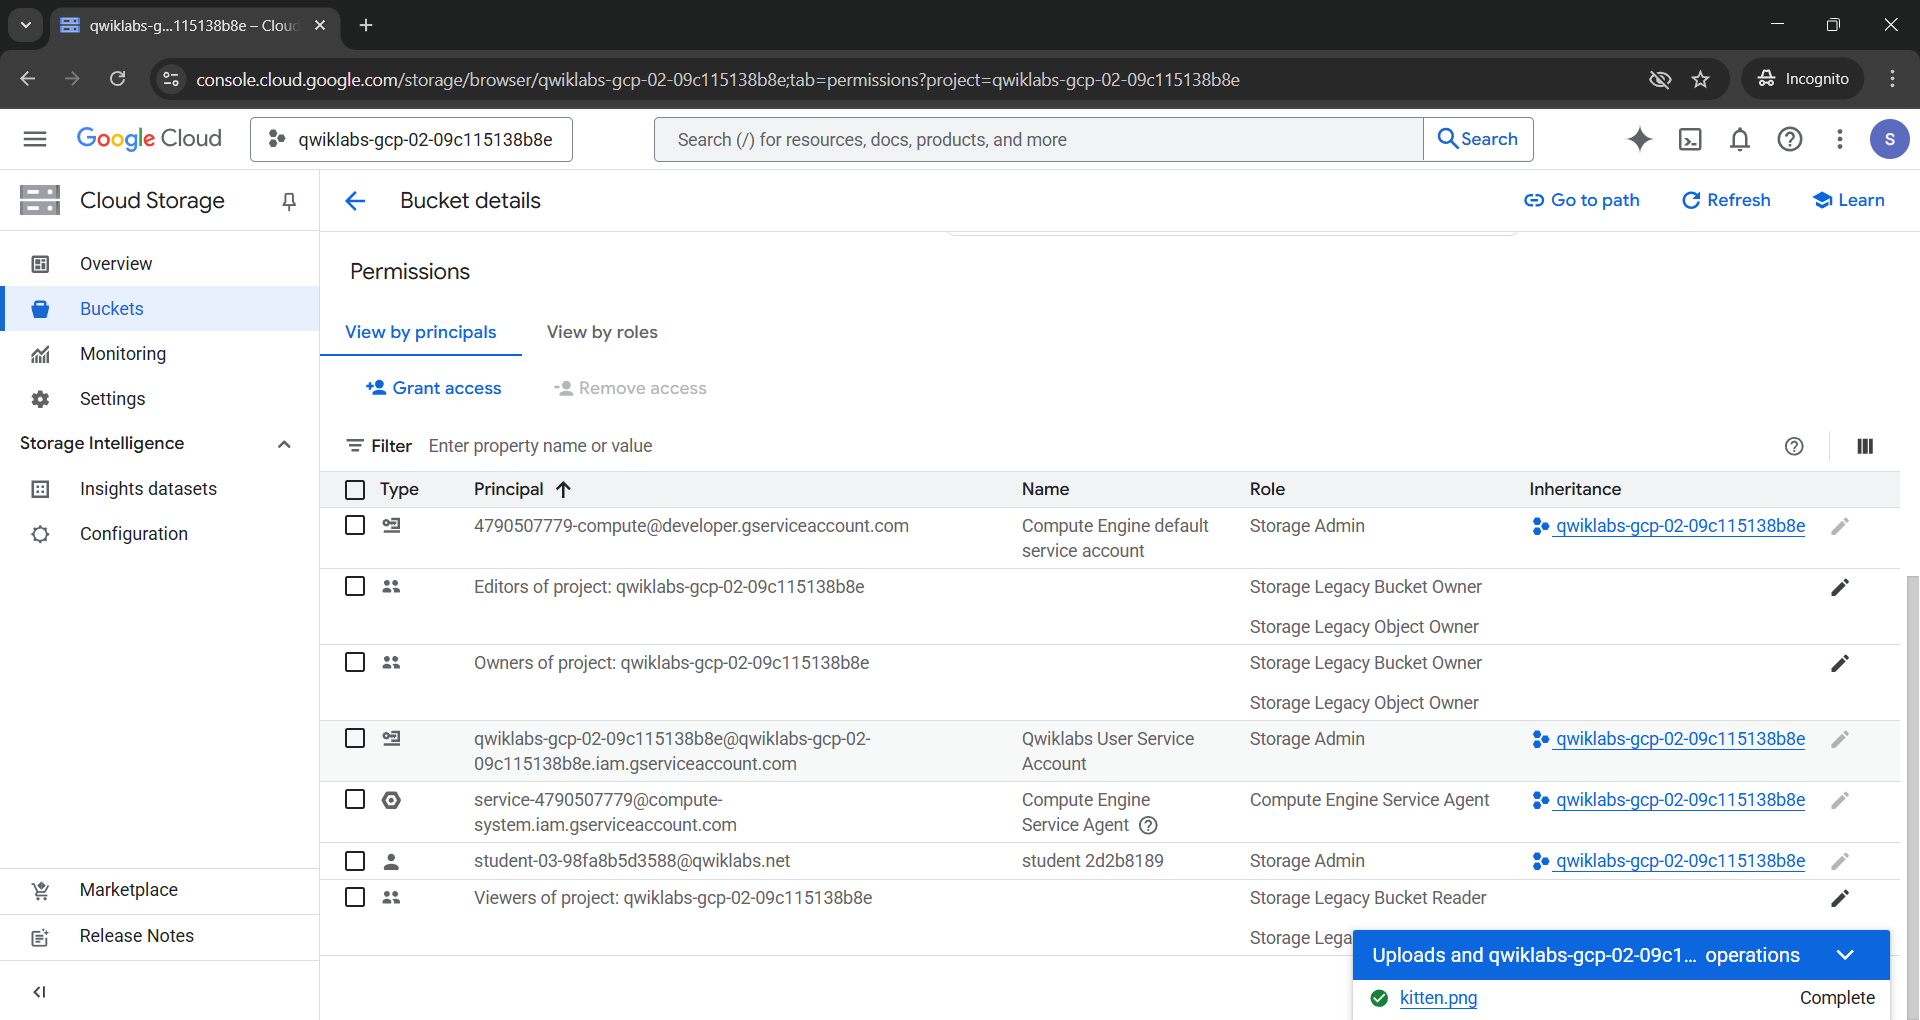 qwiklabs-g...115138b8e – Clou
console.cloud.google.com/storage/browser/qwiklabs-gcp-02-09c115138b8e;tab=permissions?project=qwiklabs-gcp-02-09c115138b8e
Incognito
Google Cloud
qwiklabs-gcp-02-09c115138b8e
Search (/) for resources, docs, products, and more
Search
S
Cloud Storage
Bucket details
Go to path
Refresh
Learn
Overview
Buckets
Monitoring
Settings
Storage Intelligence
Insights datasets
Configuration
Marketplace
Release Notes
Permissions
View by principals
View by roles
Grant access
Remove access
Filter
Enter property name or value
Type
Principal
Name
Role
Inheritance
4790507779-compute@developer.gserviceaccount.com
Compute Engine default
service account
Storage Admin
qwiklabs-gcp-02-09c115138b8e
Editors of project: qwiklabs-gcp-02-09c115138b8e
Storage Legacy Bucket Owner
Storage Legacy Object Owner
Owners of project: qwiklabs-gcp-02-09c115138b8e
Storage Legacy Bucket Owner
Storage Legacy Object Owner
qwiklabs-gcp-02-09c115138b8e@qwiklabs-gcp-02-
09c115138b8e.iam.gserviceaccount.com
Qwiklabs User Service
Account
Storage Admin
qwiklabs-gcp-02-09c115138b8e
service-4790507779@compute-
system.iam.gserviceaccount.com
Compute Engine
Service Agent
Compute Engine Service Agent
qwiklabs-gcp-02-09c115138b8e
student-03-98fa8b5d3588@qwiklabs.net
student 2d2b8189
Storage Admin
qwiklabs-gcp-02-09c115138b8e
Viewers of project: qwiklabs-gcp-02-09c115138b8e
Storage Legacy Bucket Reader
Storage Lega
Uploads and qwiklabs-gcp-02-09c1... operations
kitten.png
Complete